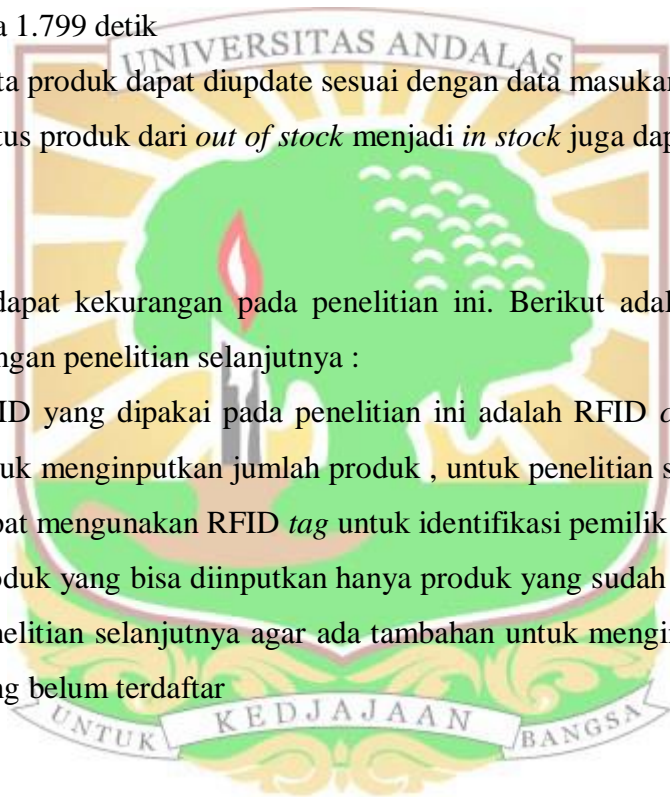 a 1.799 detik
UNIVERSITAS ANDALAS
ta produk dapat diupdate sesuai dengan data masukan
tus produk dari out of stock menjadi in stock juga dap
dapat kekurangan pada penelitian ini. Berikut adal
ngan penelitian selanjutnya :
ID yang dipakai pada penelitian ini adalah RFID c
uk menginputkan jumlah produk , untuk penelitian s
pat mengunakan RFID tag untuk identifikasi pemilik
oduk yang bisa diinputkan hanya produk yang sudah
nelitian selanjutnya agar ada tambahan untuk mengin
ng belum terdaftar
UNTUK KEDJAJAAN BANGSA